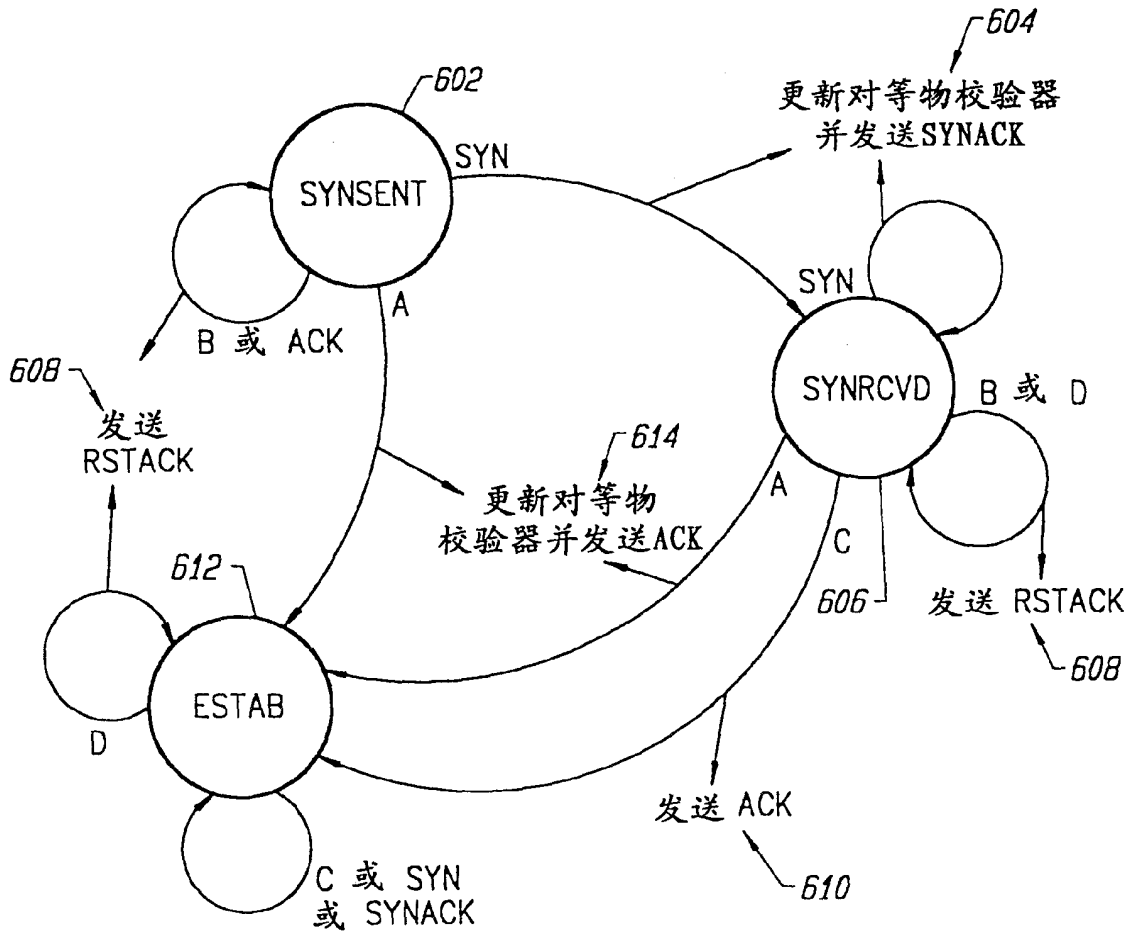 604
602
更新对等物校验器
并发送SYNACK
SYN
SYNSENT
SYN
A
B 或 ACK
SYNRCVD
B 或 D
608
发送
RSTACK
614
A
更新对等物
校验器并发送ACK
C
612
606
发送 RSTACK
608
ESTAB
D
发送 ACK
C 或 SYN
或 SYNACK
610